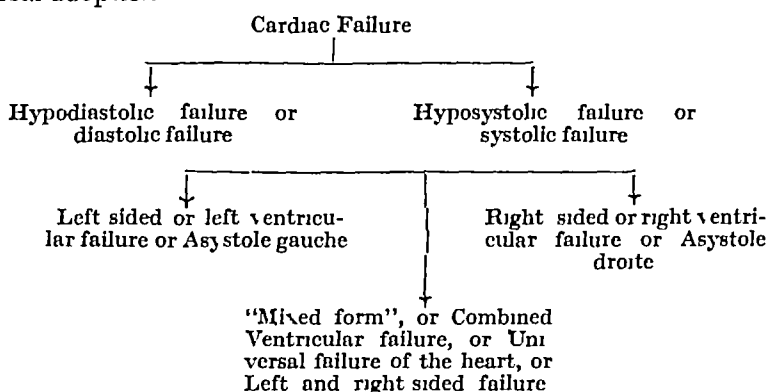 Cardiac Failure
Hypodiastolic failure or
diastolic failure
Hyposystolic failure or
systolic failure
Left sided or left ventricu-
lar failure or Asystole gauche
Right sided or right ventri-
cular failure or Asystole
droite
"Mixed form", or Combined
Ventricular failure, or Uni
versal failure of the heart, or
Left and right sided failure